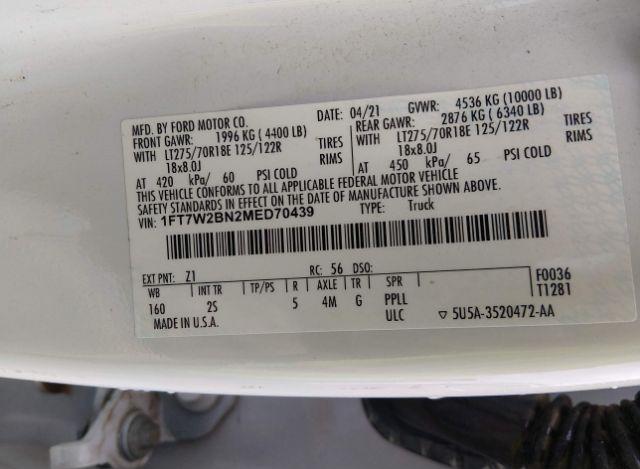 MFD. BY FORD MOTOR CO.
DATE: 04/21 GVWR: 4536 KG (10000 LB)
FRONT GAWR: 1996 KG ( 4400 LB) REAR GAWR: 2876 KG ( 6340 LB)
WITH LT275/70R18E 125/122R TIRES WITH LT275/70R18E 125/122R TIRES
18x8.0J RIMS 18x8.0J RIMS
AT 420 kPa/ 60 PSI COLD AT 450 kPa/ 65 PSI COLD
THIS VEHICLE CONFORMS TO ALL APPLICABLE FEDERAL MOTOR VEHICLE
SAFETY STANDARDS IN EFFECT ON THE DATE OF MANUFACTURE SHOWN ABOVE.
VIN: 1FT7W2BN2MED70439 TYPE: Truck
EXT PNT: Z1 RC: 56 DSO: F0036
WB INT TR TP/PS R AXLE TR SPR T1281
160 2S 5 4M G PPLL
MADE IN U.S.A. ULC ▽ 5U5A-3520472-AA